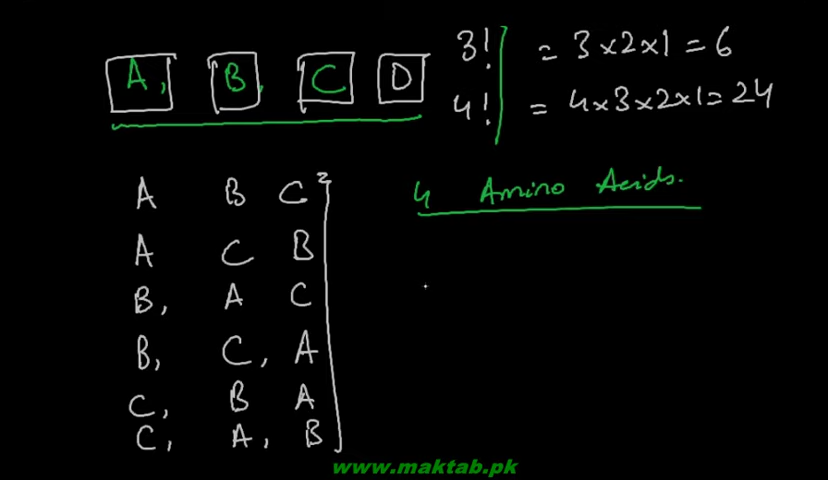 A, B, C D
3! = 3×2×1 = 6
4! = 4×3×2×1 = 24
4 Amino Acids.
A B C
A C B
B, A C
B, C, A
C, B A
C, A, B
www.maktab.pk